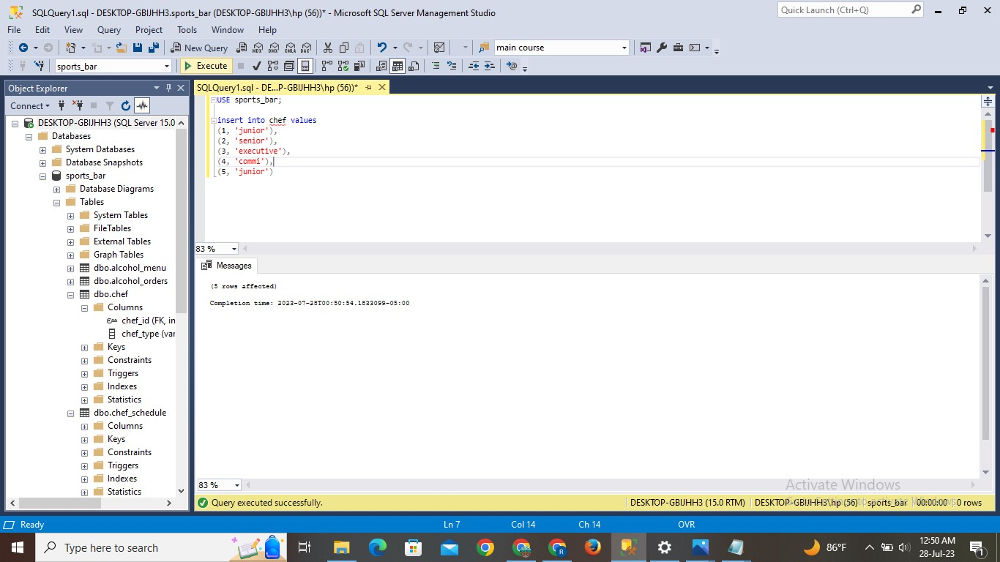 SQLQuery1.sql - DESKTOP-GBIJHH3.sports_bar (DESKTOP-GBIJHH3\hp (56))* - Microsoft SQL Server Management Studio
Quick Launch (Ctrl+Q)
File Edit View Query Project Tools Window Help
New Query
MDX DMX XMLA DAX
main course
sports_bar
Execute
Object Explorer
Connect
DESKTOP-GBIJHH3 (SQL Server 15.0
Databases
System Databases
Database Snapshots
sports_bar
Database Diagrams
Tables
System Tables
FileTables
External Tables
Graph Tables
dbo.alcohol_menu
dbo.alcohol_orders
dbo.chef
Columns
chef_id (FK, in
chef_type (var
Keys
Constraints
Triggers
Indexes
Statistics
dbo.chef_schedule
Columns
Keys
Constraints
Triggers
Indexes
Statistics
SQLQuery1.sql - DE...P-GBIJHH3\hp (56))*
USE sports_bar;
insert into chef values
(1, 'junior'),
(2, 'senior'),
(3, 'executive'),
(4, 'commi'),
(5, 'junior')
83 %
Messages
(5 rows affected)
Completion time: 2023-07-28T00:50:54.1833099-05:00
83 %
Activate Windows
Query executed successfully.
DESKTOP-GBIJHH3 (15.0 RTM) DESKTOP-GBIJHH3\hp (56) sports_bar 00:00:00 0 rows
Ready
Ln 7 Col 14 Ch 14 OVR
Type here to search
86°F
12:50 AM
28-Jul-23
1